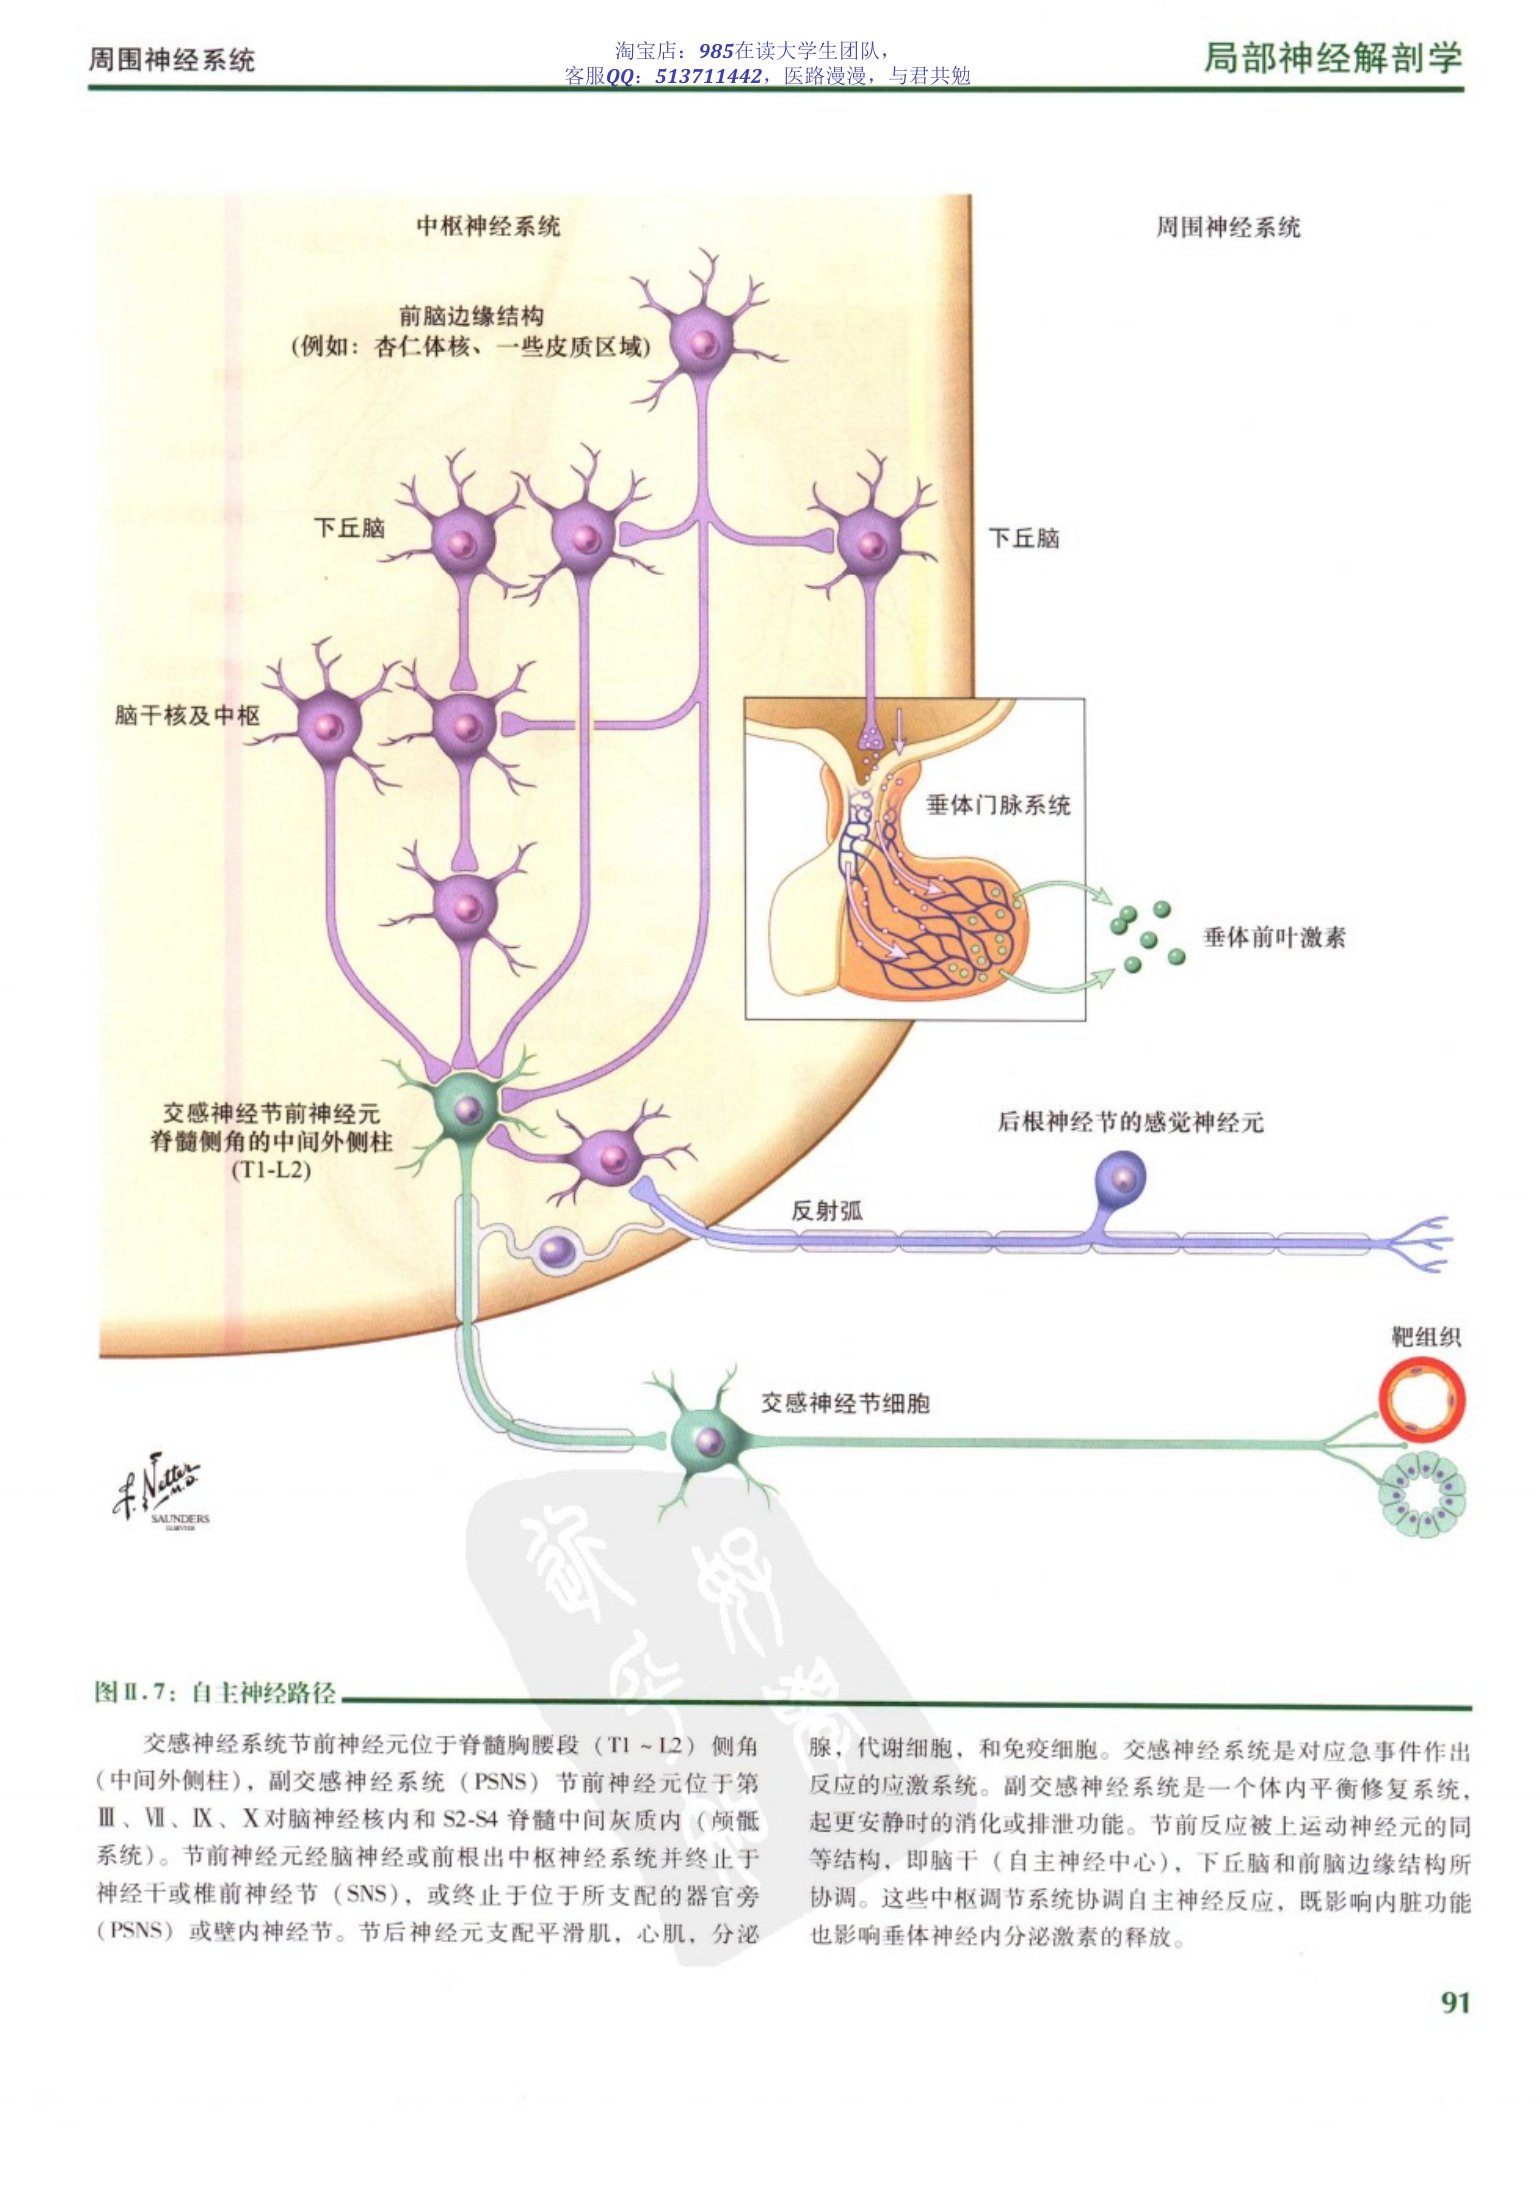 周围神经系统
淘宝店：985在读大学生团队，
客服QQ：513711442，医路漫漫，与君共勉
局部神经解剖学
中枢神经系统
周围神经系统
前脑边缘结构
(例如：杏仁体核、一些皮质区域)
下丘脑
下丘脑
脑干核及中枢
垂体门脉系统
垂体前叶激素
交感神经节前神经元
脊髓侧角的中间外侧柱
(T1-L2)
后根神经节的感觉神经元
反射弧
靶组织
交感神经节细胞
F. Netter M.D.
SAUNDERS
ELSEVIER
图Ⅱ.7：自主神经路径
交感神经系统节前神经元位于脊髓胸腰段（T1 ~ L2）侧角
（中间外侧柱），副交感神经系统（PSNS）节前神经元位于第
Ⅲ、Ⅶ、Ⅸ、Ⅹ对脑神经核内和 S2-S4 脊髓中间灰质内（颅骶
系统）。节前神经元经脑神经或前根出中枢神经系统并终止于
神经干或椎前神经节（SNS），或终止于位于所支配的器官旁
（PSNS）或壁内神经节。节后神经元支配平滑肌，心肌，分泌
腺，代谢细胞，和免疫细胞。交感神经系统是对应急事件作出
反应的应激系统。副交感神经系统是一个体内平衡修复系统，
起更安静时的消化或排泄功能。节前反应被上运动神经元的同
等结构，即脑干（自主神经中心），下丘脑和前脑边缘结构所
协调。这些中枢调节系统协调自主神经反应，既影响内脏功能
也影响垂体神经内分泌激素的释放。
91